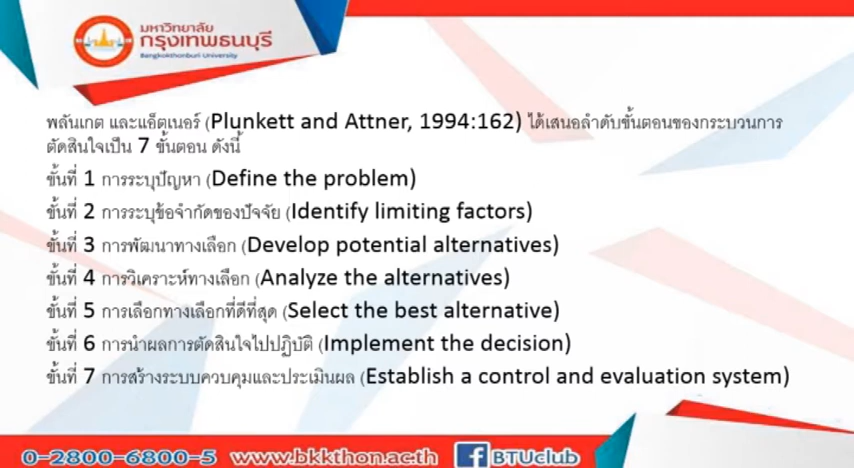 มหาวิทยาลัย
กรุงเทพธนบุรี
Bangkokthonburi University
พลันเกต และแอ็ตเนอร์ (Plunkett and Attner, 1994:162) ได้เสนอลำดับขั้นตอนของกระบวนการ
ตัดสินใจเป็น 7 ขั้นตอน ดังนี้
ขั้นที่ 1 การระบุปัญหา (Define the problem)
ขั้นที่ 2 การระบุข้อจำกัดของปัจจัย (Identify limiting factors)
ขั้นที่ 3 การพัฒนาทางเลือก (Develop potential alternatives)
ขั้นที่ 4 การวิเคราะห์ทางเลือก (Analyze the alternatives)
ขั้นที่ 5 การเลือกทางเลือกที่ดีที่สุด (Select the best alternative)
ขั้นที่ 6 การนำผลการตัดสินใจไปปฏิบัติ (Implement the decision)
ขั้นที่ 7 การสร้างระบบควบคุมและประเมินผล (Establish a control and evaluation system)
0-2800-6800-5 www.bkkthon.ac.th f BTUclub